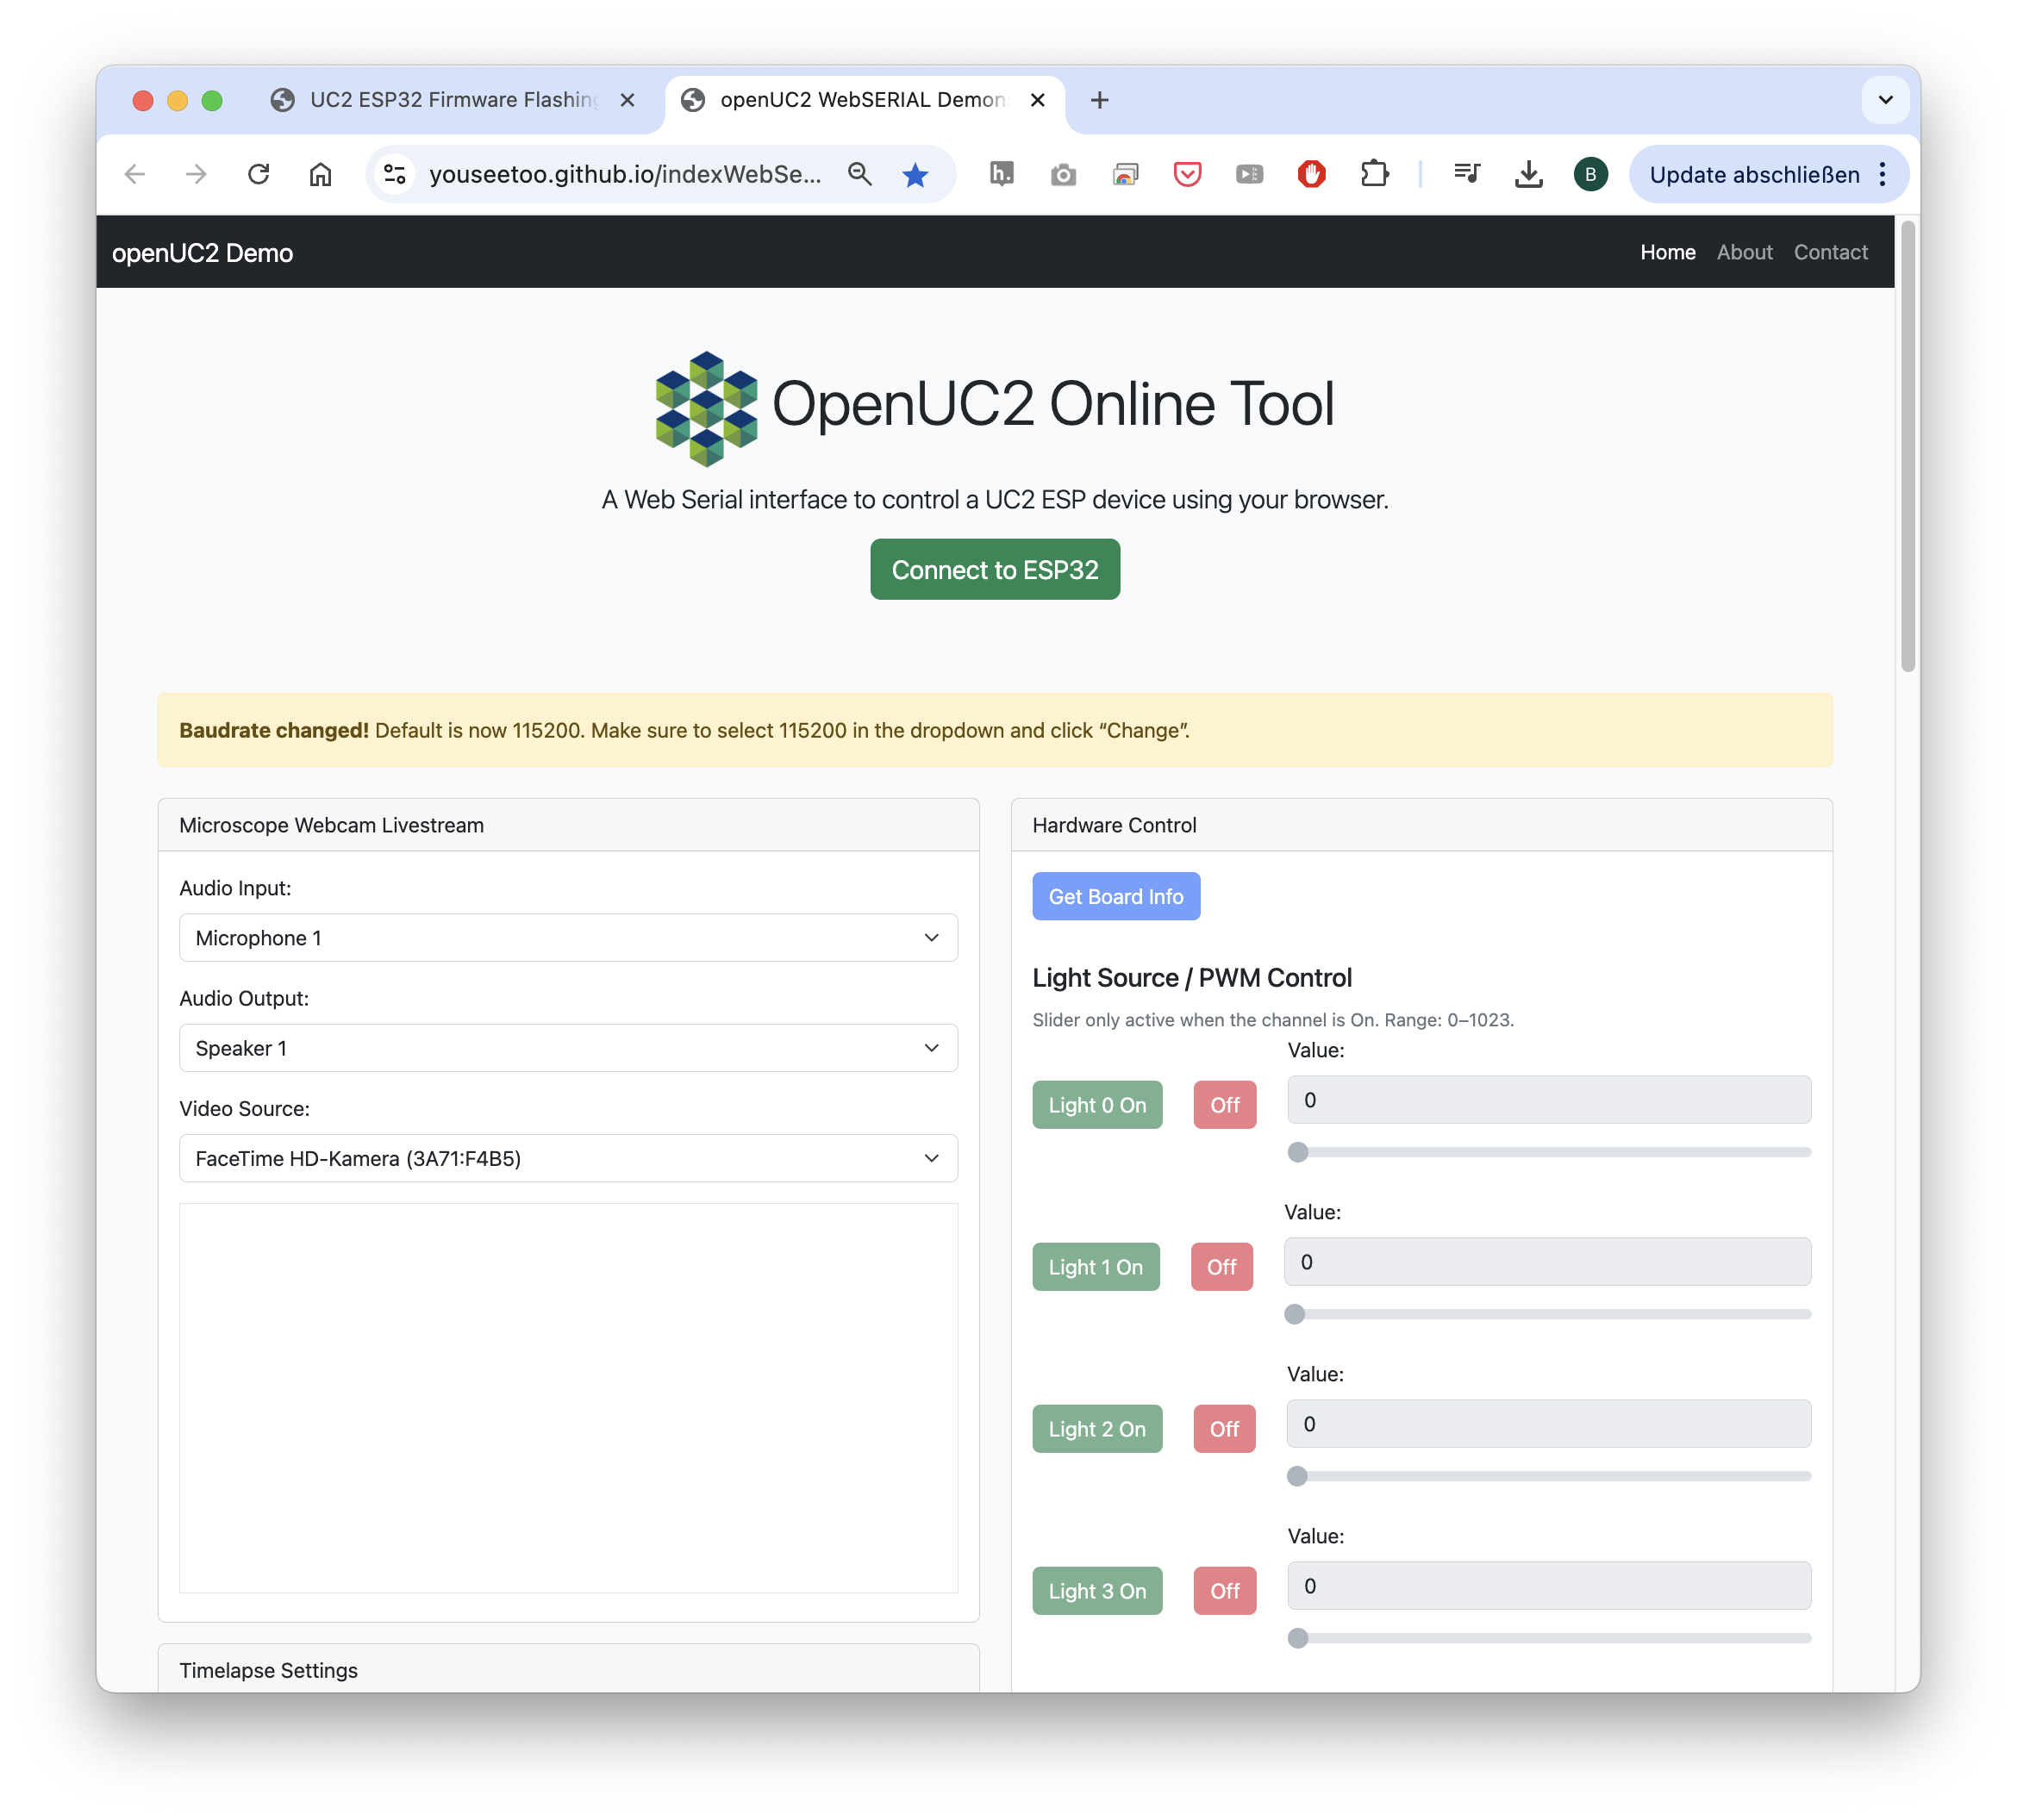 UC2 ESP32 Firmware Flashing
openUC2 WebSERIAL Demon
youseetoo.github.io/indexWebSe...
h.
B
Update abschließen
openUC2 Demo
Home
About
Contact
OpenUC2 Online Tool
A Web Serial interface to control a UC2 ESP device using your browser.
Connect to ESP32
Baudrate changed! Default is now 115200. Make sure to select 115200 in the dropdown and click “Change”.
Microscope Webcam Livestream
Audio Input:
Microphone 1
Audio Output:
Speaker 1
Video Source:
FaceTime HD-Kamera (3A71:F4B5)
Timelapse Settings
Hardware Control
Get Board Info
Light Source / PWM Control
Slider only active when the channel is On. Range: 0–1023.
Value:
Light 0 On
Off
0
Value:
Light 1 On
Off
0
Value:
Light 2 On
Off
0
Value:
Light 3 On
Off
0